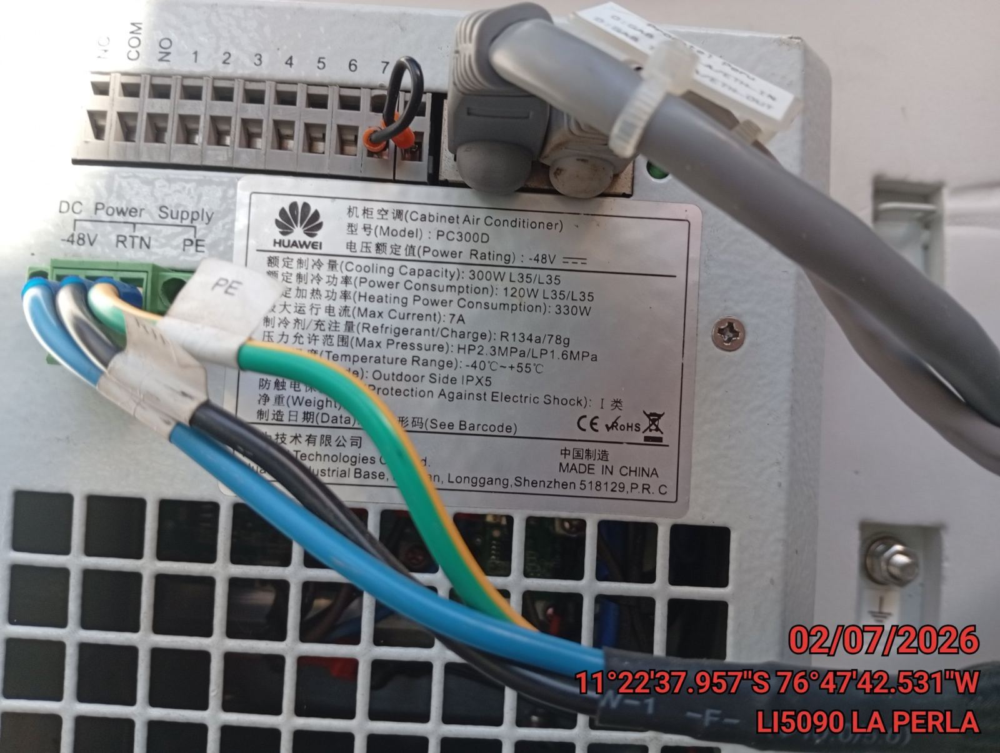 NC COM NO 1 2 3 4 5 6 7
DC Power Supply
-48V RTN PE
PE
HUAWEI
机柜空调(Cabinet Air Conditioner)
型号(Model) : PC300D
电压额定值(Power Rating) : -48V
额定制冷量(Cooling Capacity): 300W L35/L35
定制冷功率(Power Consumption): 120W L35/L35
定加热功率(Heating Power Consumption): 330W
大运行电流(Max Current): 7A
制冷剂/充注量(Refrigerant/Charge): R134a/78g
压力允许范围(Max Pressure): HP2.3MPa/LP1.6MPa
度(Temperature Range): -40℃~+55℃
Outdoor Side IPX5
防触电保 Protection Against Electric Shock): I 类
净重(Weight)
制造日期(Data) 形码(See Barcode)
CE RoHS
技术有限公司
Technologies
中国制造
MADE IN CHINA
Base, Longgang,Shenzhen 518129,P.R. C
-F-
02/07/2026
11°22'37.957"S 76°47'42.531"W
LI5090 LA PERLA